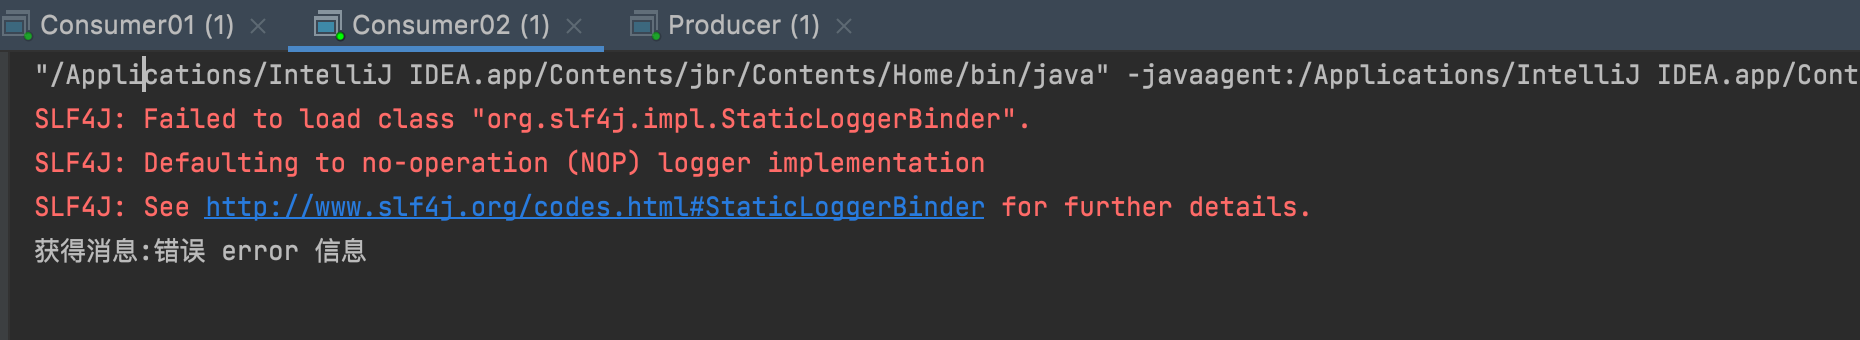 Consumer01 (1) Consumer02 (1) Producer (1)
"/Applications/IntelliJ IDEA.app/Contents/jbr/Contents/Home/bin/java" -javaagent:/Applications/IntelliJ IDEA.app/Cont
SLF4J: Failed to load class "org.slf4j.impl.StaticLoggerBinder".
SLF4J: Defaulting to no-operation (NOP) logger implementation
SLF4J: See http://www.slf4j.org/codes.html#StaticLoggerBinder for further details.
获得消息:错误 error 信息